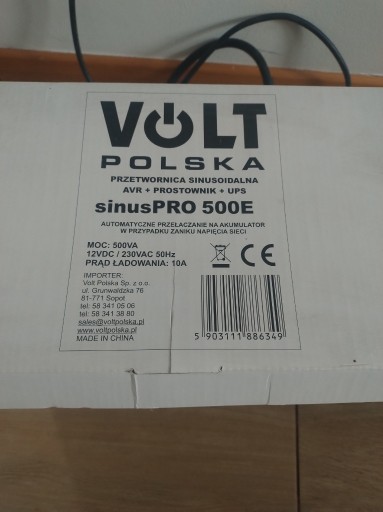 VOLT
POLSKA
PRZETWORNICA SINUSOIDALNA
AVR + PROSTOWNIK + UPS
sinusPRO 500E
AUTOMATYCZNE PRZEŁĄCZANIE NA AKUMULATOR
W PRZYPADKU ZANIKU NAPIĘCIA SIECI
MOC: 500VA
12VDC / 230VAC 50Hz
PRĄD ŁADOWANIA: 10A
CE
IMPORTER:
Volt Polska Sp. z o.o.
ul. Grunwaldzka 76
81-771 Sopot
tel: 58 341 05 06
tel: 58 341 38 80
sales@voltpolska.pl
www.voltpolska.pl
MADE IN CHINA
5 903111 886349